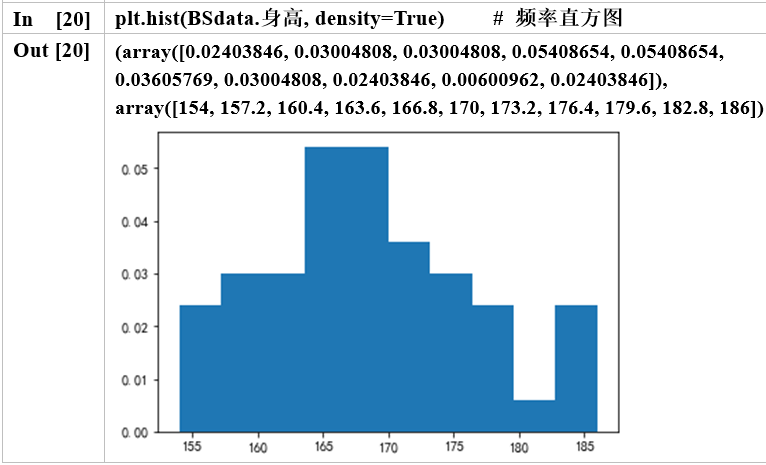 In [20] plt.hist(BSdata.身高, density=True) # 频率直方图
Out [20] (array([0.02403846, 0.03004808, 0.03004808, 0.05408654, 0.05408654,
0.03605769, 0.03004808, 0.02403846, 0.00600962, 0.02403846]),
array([154, 157.2, 160.4, 163.6, 166.8, 170, 173.2, 176.4, 179.6, 182.8, 186])
0.05
0.04
0.03
0.02
0.01
0.00
155 160 165 170 175 180 185